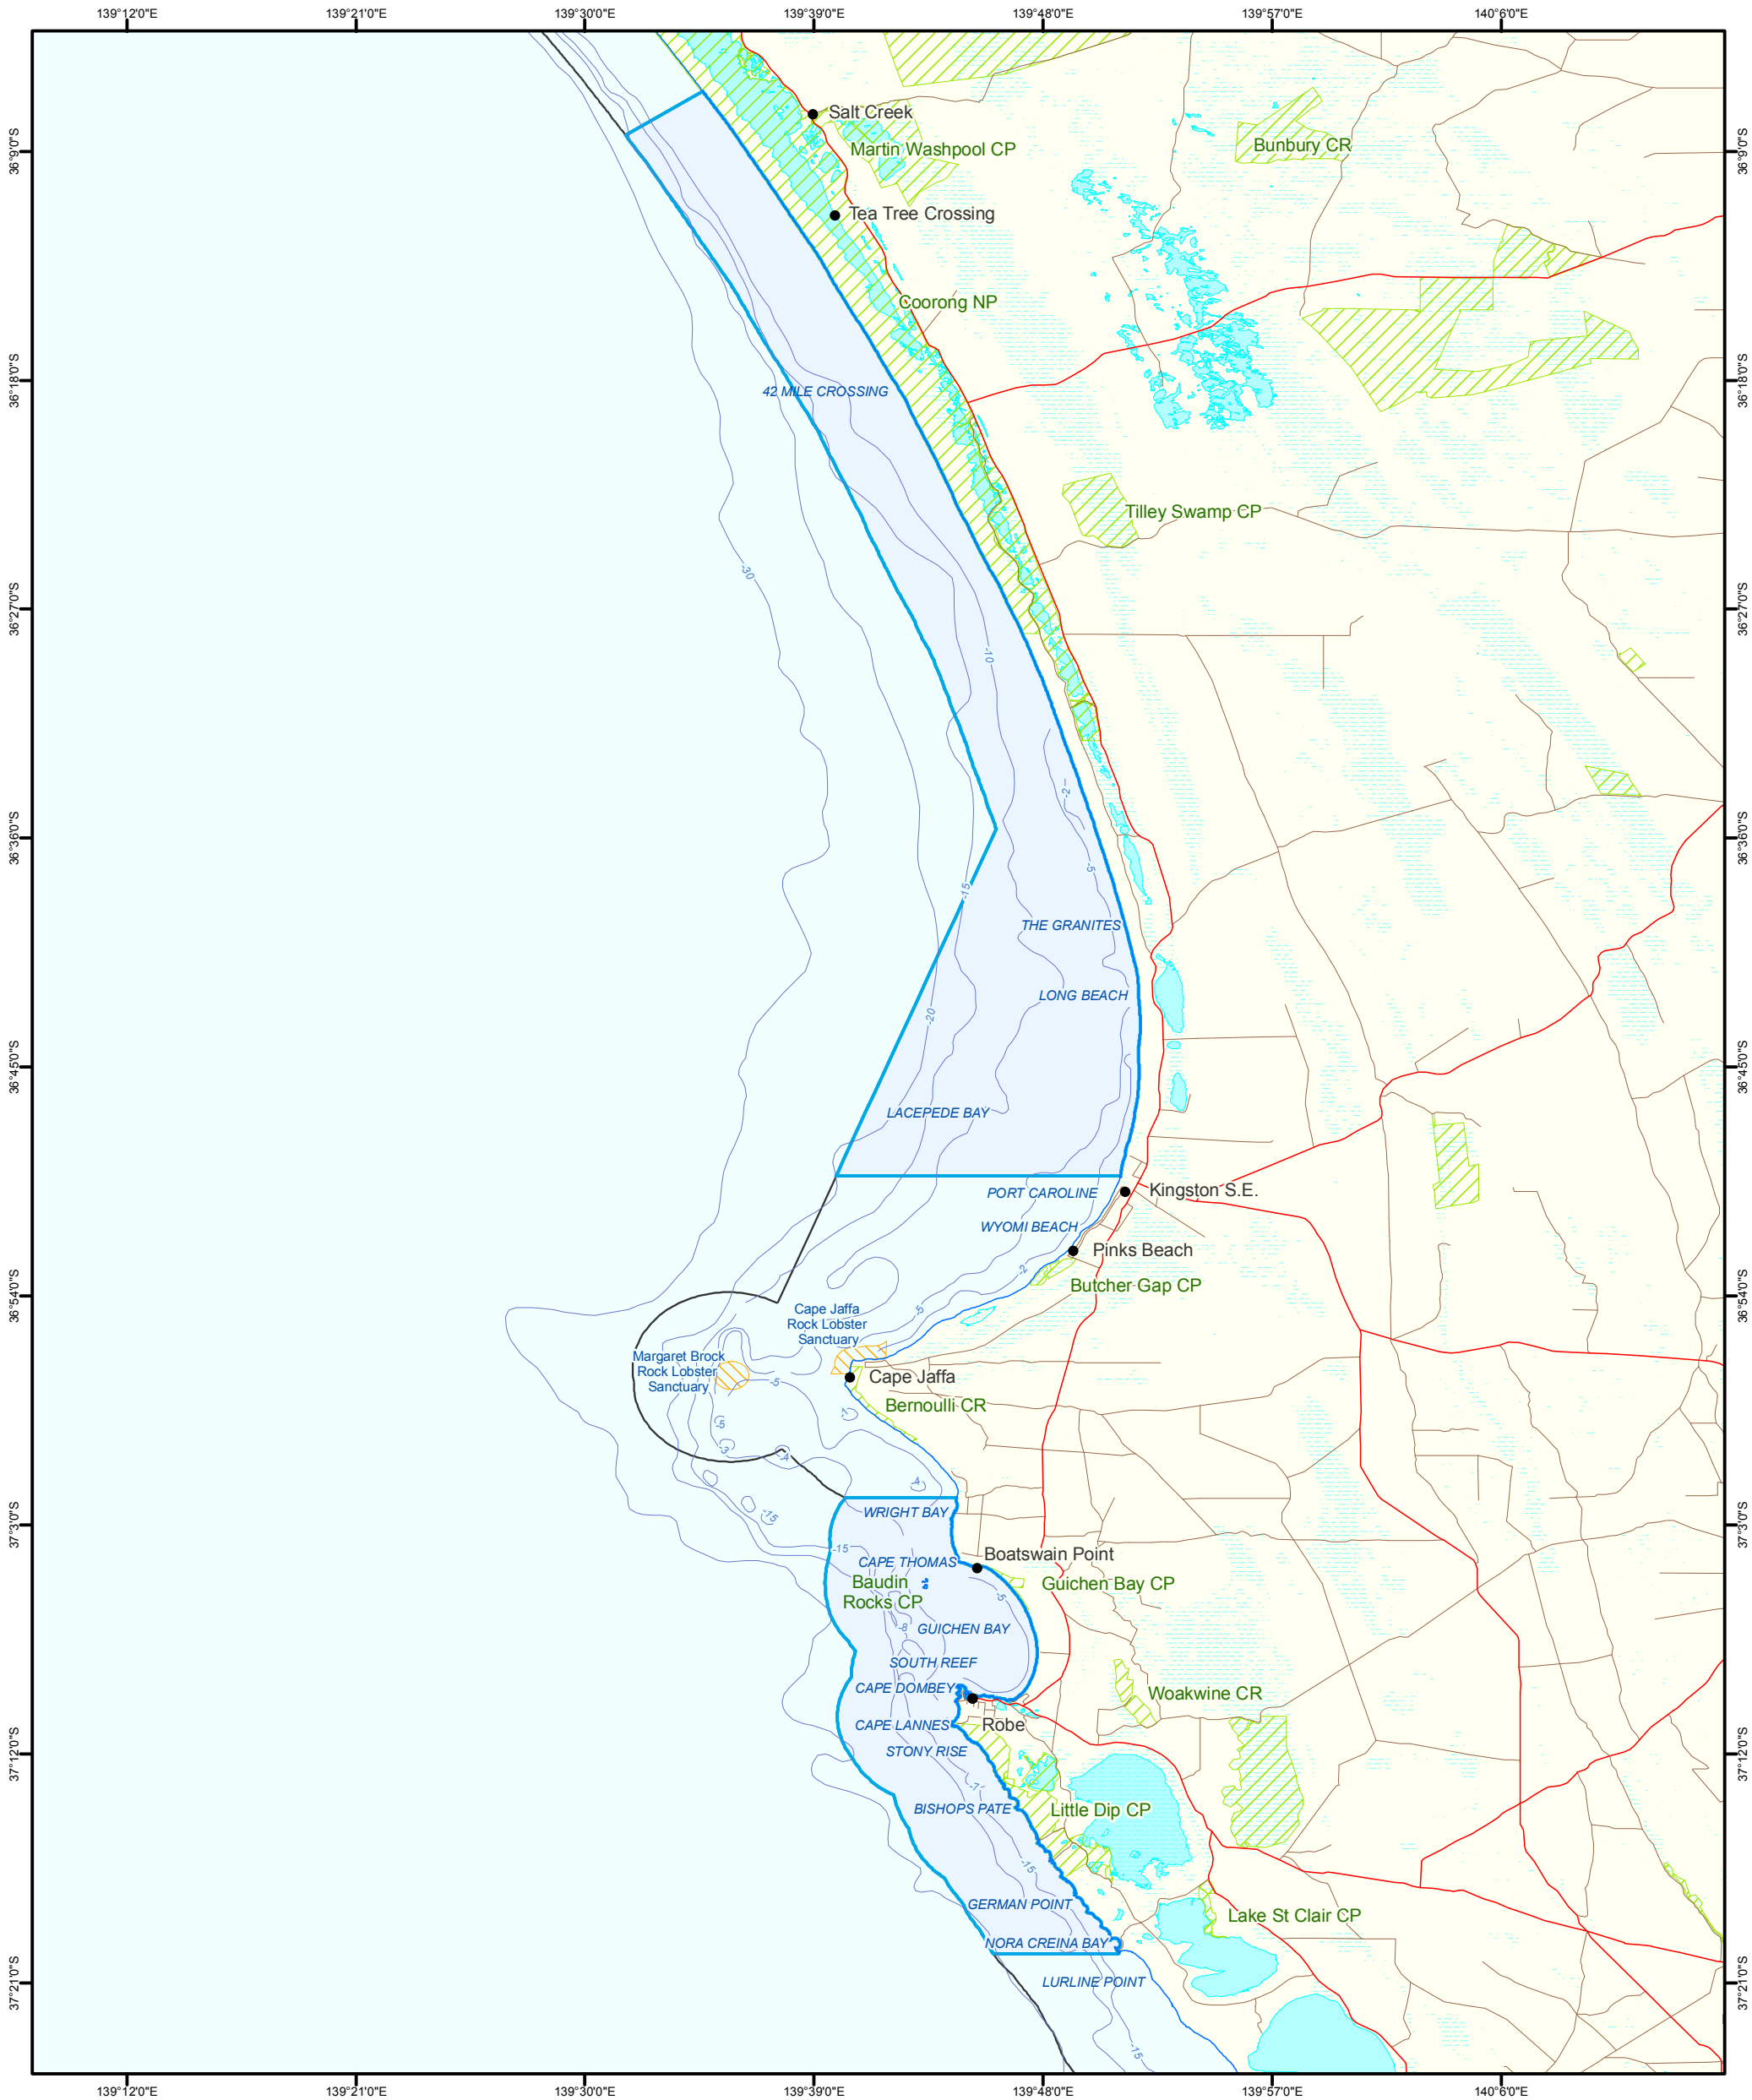 139°12'0"E
139°21'0"E
139°30'0"E
139°39'0"E
139°48'0"E
139°57'0"E
140°6'0"E
Salt Creek
Martin Washpool CP
Bunbury CR
36°9'0"S
36°9'0"S
Tea Tree Crossing
Coorong NP
36°18'0"S
36°18'0"S
42 MILE CROSSING
Tilley Swamp CP
-30
36°27'0"S
36°27'0"S
-10
-2
36°36'0"S
36°36'0"S
-5
-15
THE GRANITES
LONG BEACH
-20
36°45'0"S
36°45'0"S
LACEPEDE BAY
PORT CAROLINE
Kingston S.E.
WYOMI BEACH
Pinks Beach
-2
Butcher Gap CP
36°54'0"S
36°54'0"S
-5
Cape Jaffa
Rock Lobster
Sanctuary
Margaret Brock
Rock Lobster
Sanctuary
Cape Jaffa
-5
Bernoulli CR
-2
-5
-3
-4
-4
WRIGHT BAY
-15
37°3'0"S
37°3'0"S
-15
Boatswain Point
CAPE THOMAS
Baudin
Rocks CP
Guichen Bay CP
-5
-8
GUICHEN BAY
SOUTH REEF
CAPE DOMBEY
Woakwine CR
CAPE LANNES
Robe
STONY RISE
37°12'0"S
37°12'0"S
-7
BISHOPS PATE
Little Dip CP
-15
GERMAN POINT
Lake St Clair CP
NORA CREINA BAY
LURLINE POINT
37°21'0"S
37°21'0"S
-15
139°12'0"E
139°21'0"E
139°30'0"E
139°39'0"E
139°48'0"E
139°57'0"E
140°6'0"E